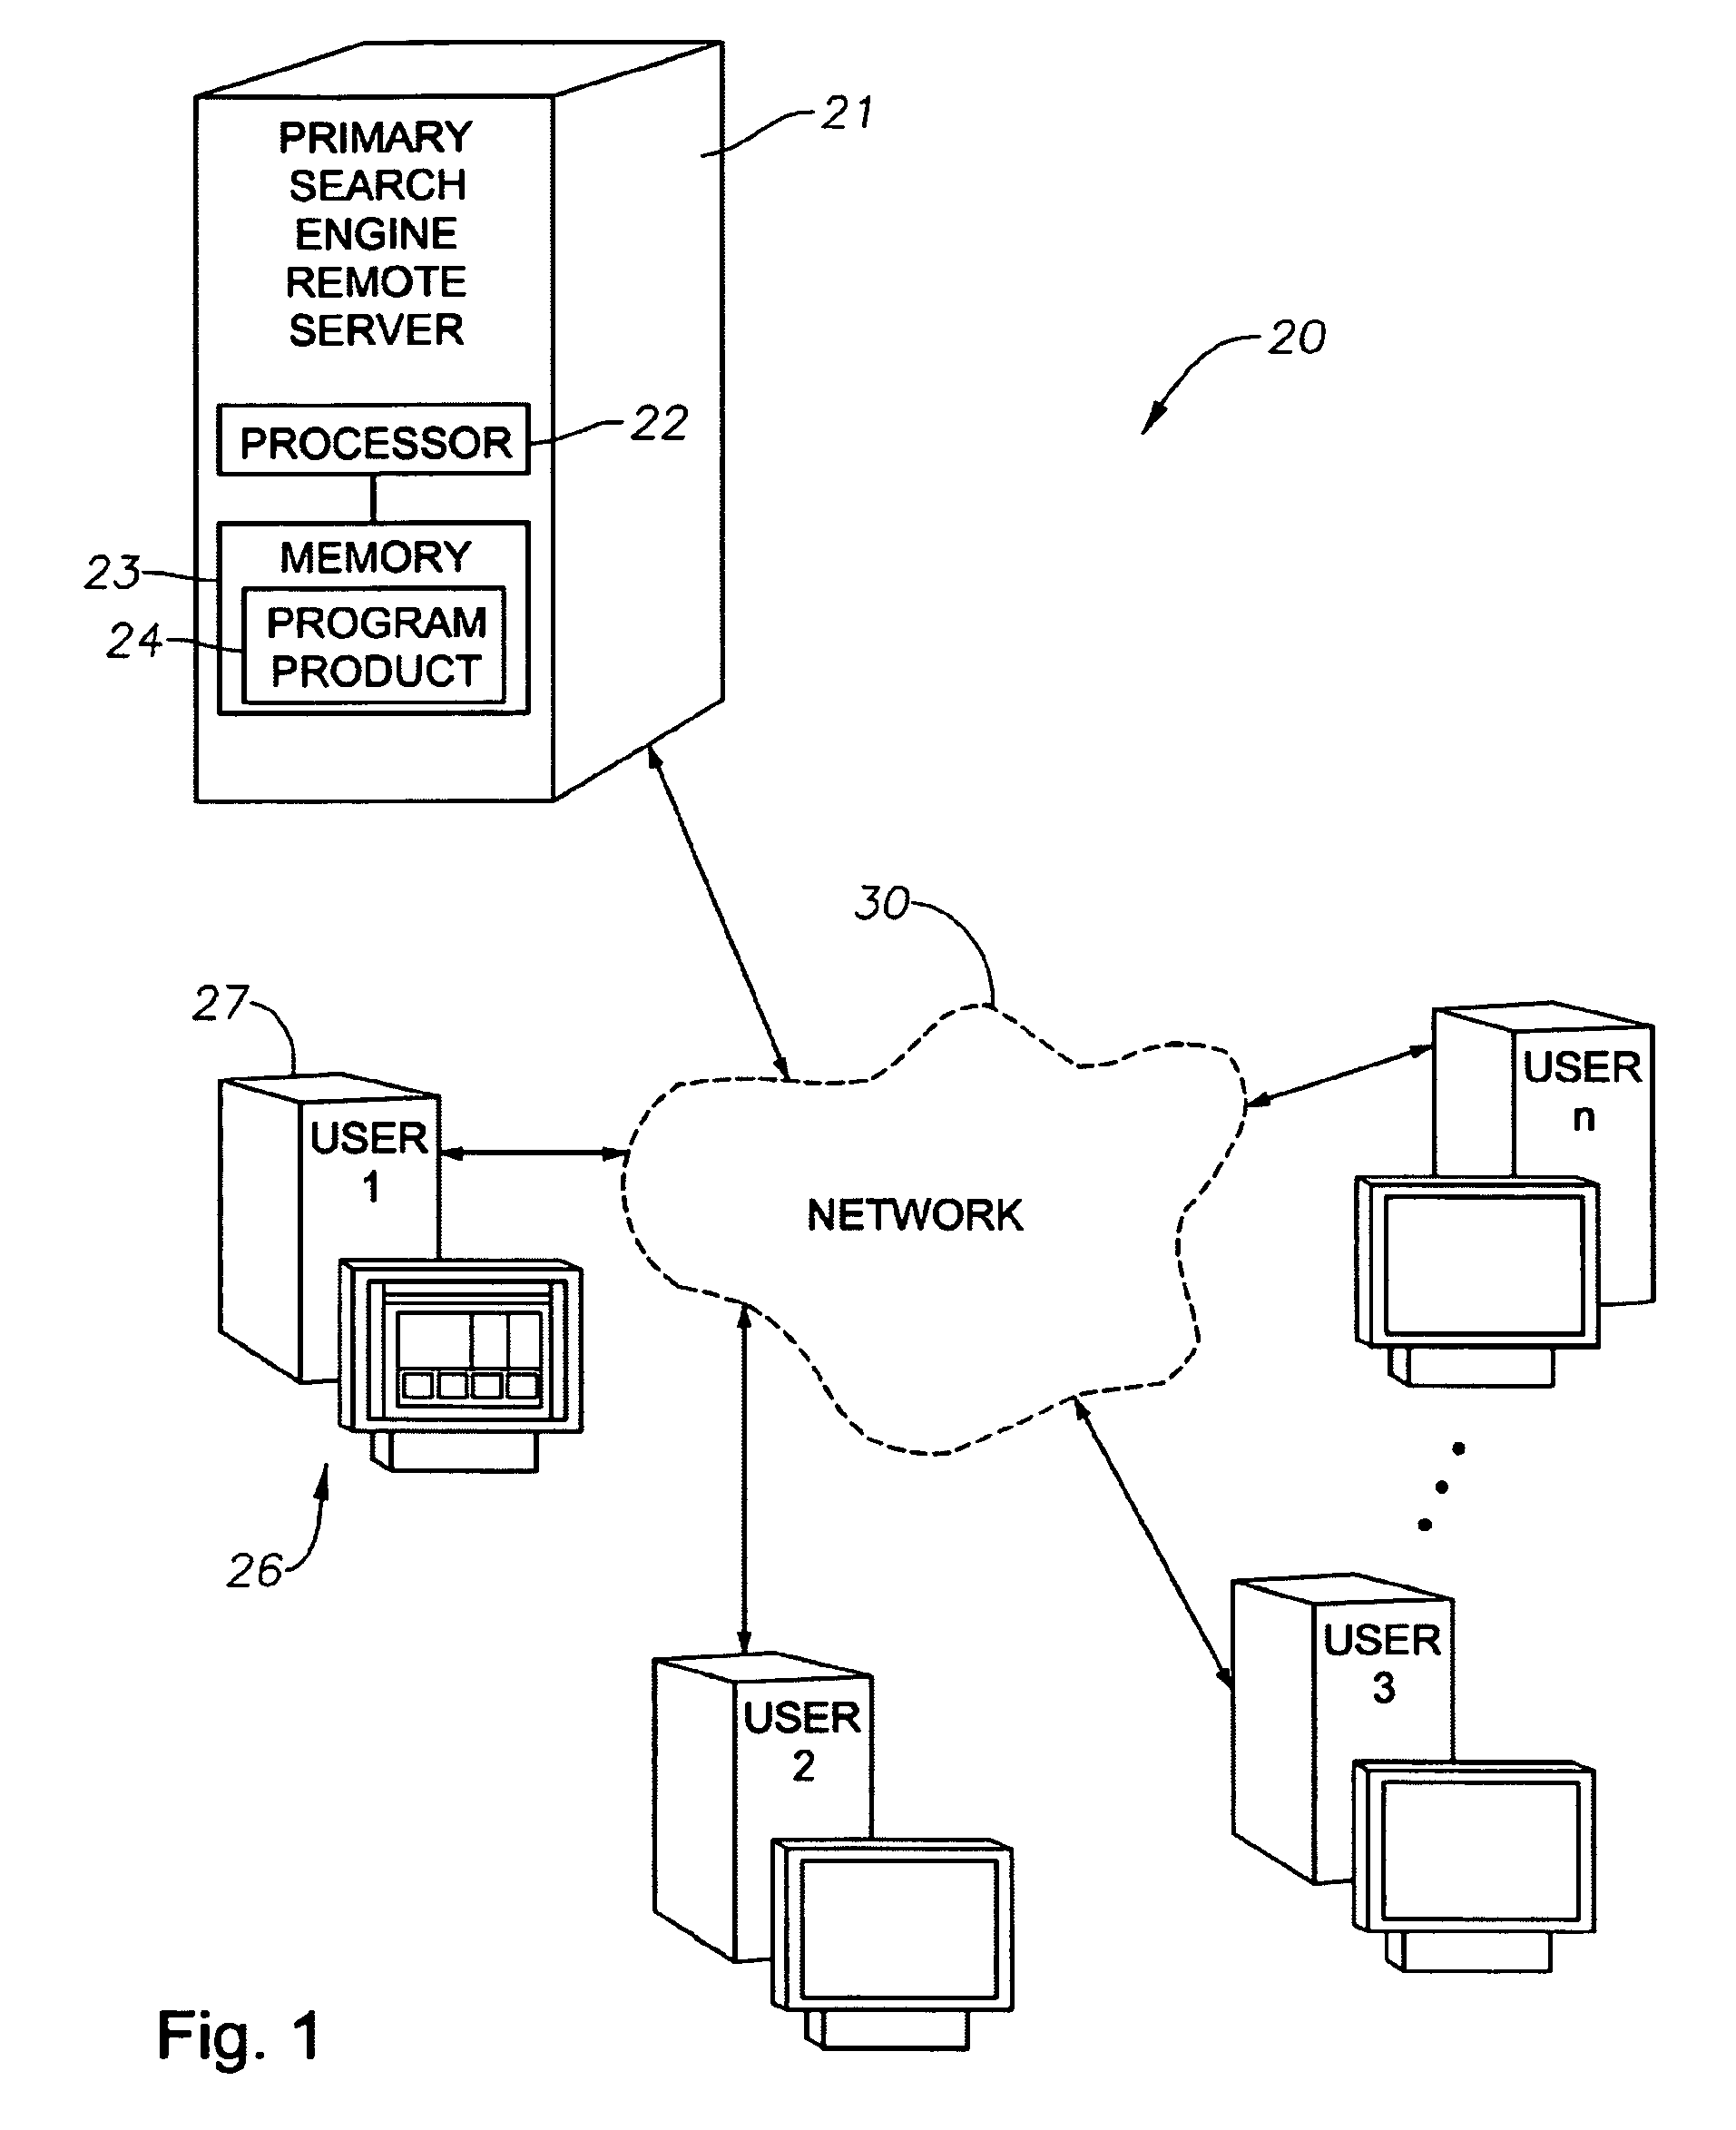 PRIMARY
SEARCH
ENGINE
REMOTE
SERVER
21
20
PROCESSOR
22
MEMORY
23
PROGRAM
PRODUCT
24
30
27
USER
1
NETWORK
USER
n
26
USER
2
USER
3
Fig. 1